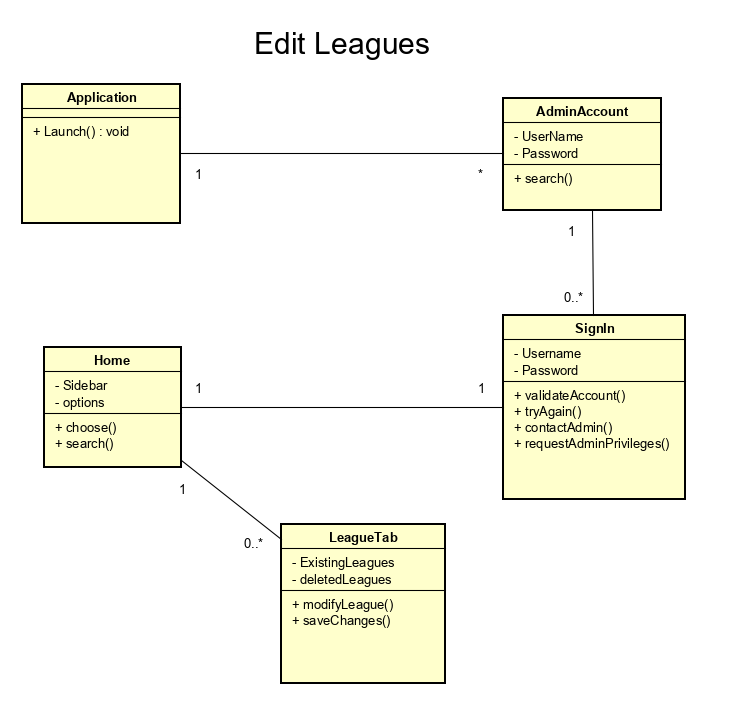 Edit Leagues
Application
+ Launch() : void
AdminAccount
- UserName
- Password
+ search()
1
*
1
0..*
SignIn
- Username
- Password
+ validateAccount()
+ tryAgain()
+ contactAdmin()
+ requestAdminPrivileges()
Home
- Sidebar
- options
+ choose()
+ search()
1
1
1
0..*
LeagueTab
- ExistingLeagues
- deletedLeagues
+ modifyLeague()
+ saveChanges()